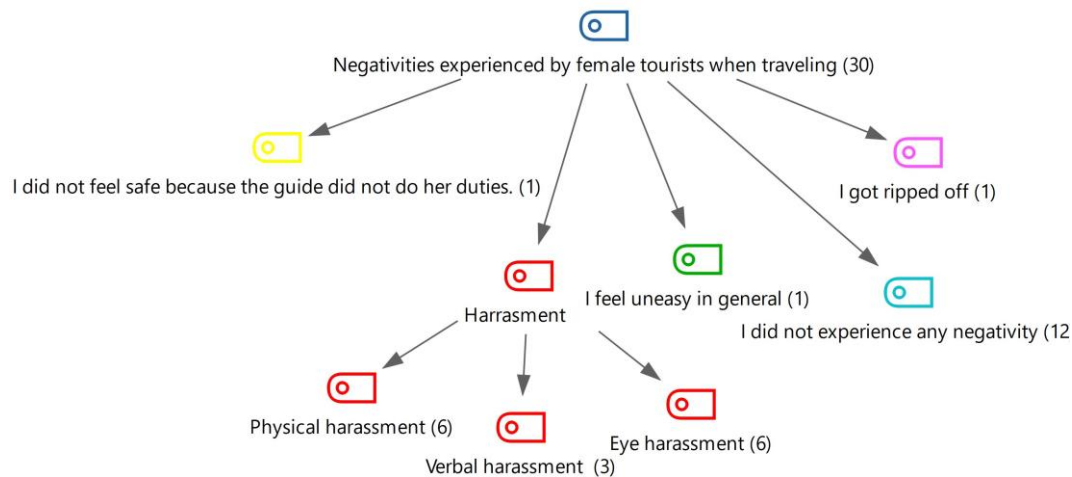 Negativities experienced by female tourists when traveling (30)
I did not feel safe because the guide did not do her duties. (1)
I got ripped off (1)
Harrasment
I feel uneasy in general (1)
I did not experience any negativity (12
Physical harassment (6)
Verbal harassment (3)
Eye harassment (6)